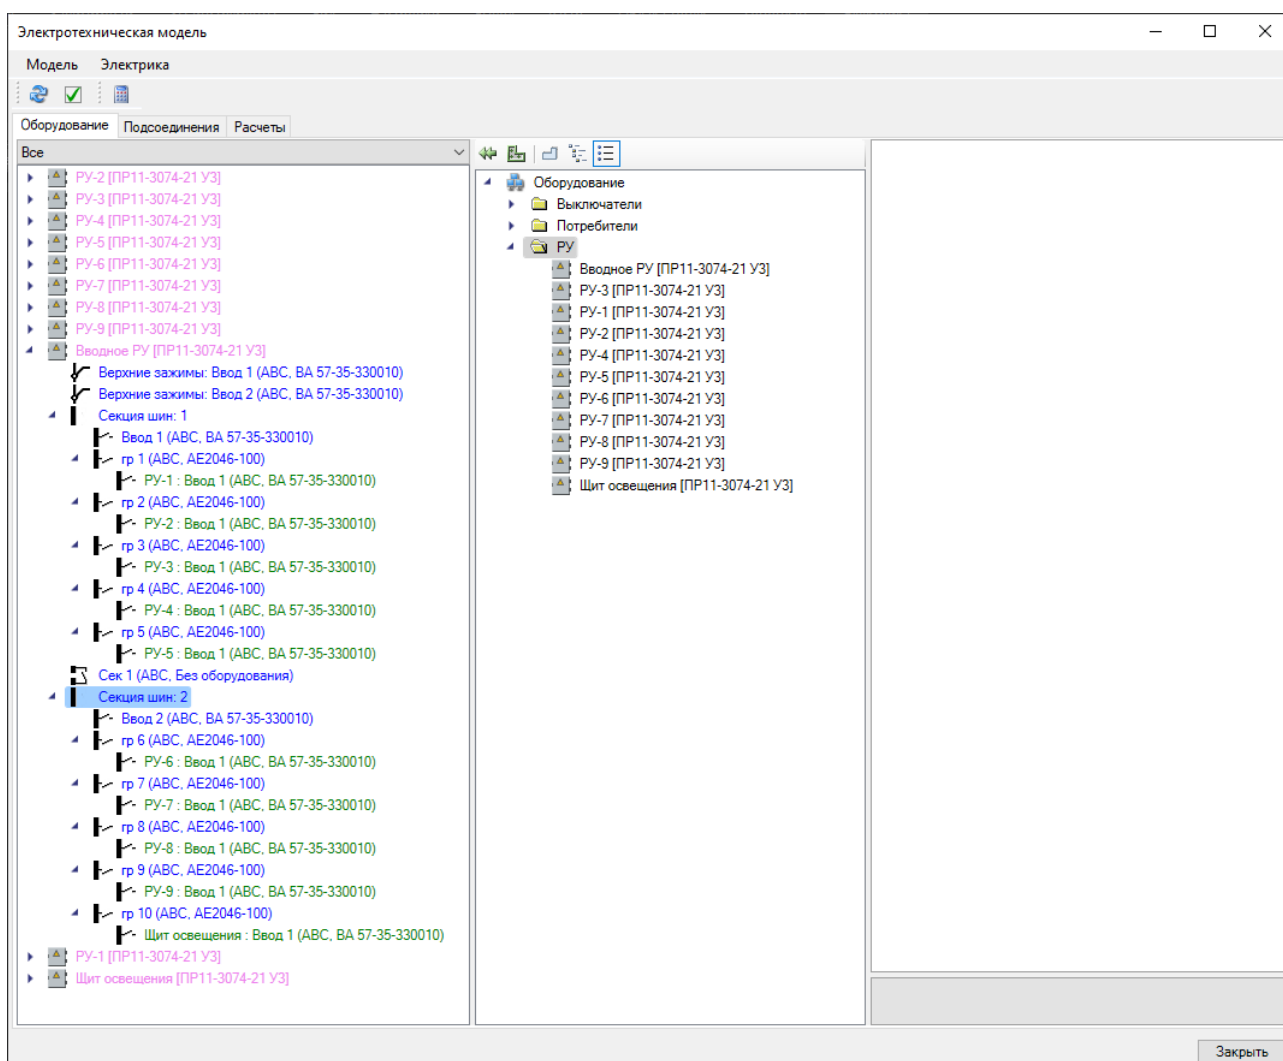 Электротехническая модель
Модель Электрика
Оборудование Подсоединения Расчеты
Все
РУ-2 [ПР11-3074-21 У3]
РУ-3 [ПР11-3074-21 У3]
РУ-4 [ПР11-3074-21 У3]
РУ-5 [ПР11-3074-21 У3]
РУ-6 [ПР11-3074-21 У3]
РУ-7 [ПР11-3074-21 У3]
РУ-8 [ПР11-3074-21 У3]
РУ-9 [ПР11-3074-21 У3]
Вводное РУ [ПР11-3074-21 У3]
Верхние зажимы: Ввод 1 (ABC, ВА 57-35-330010)
Верхние зажимы: Ввод 2 (ABC, ВА 57-35-330010)
Секция шин: 1
Ввод 1 (ABC, ВА 57-35-330010)
гр 1 (ABC, АЕ2046-100)
РУ-1 : Ввод 1 (ABC, ВА 57-35-330010)
гр 2 (ABC, АЕ2046-100)
РУ-2 : Ввод 1 (ABC, ВА 57-35-330010)
гр 3 (ABC, АЕ2046-100)
РУ-3 : Ввод 1 (ABC, ВА 57-35-330010)
гр 4 (ABC, АЕ2046-100)
РУ-4 : Ввод 1 (ABC, ВА 57-35-330010)
гр 5 (ABC, АЕ2046-100)
РУ-5 : Ввод 1 (ABC, ВА 57-35-330010)
Сек 1 (ABC, Без оборудования)
Секция шин: 2
Ввод 2 (ABC, ВА 57-35-330010)
гр 6 (ABC, АЕ2046-100)
РУ-6 : Ввод 1 (ABC, ВА 57-35-330010)
гр 7 (ABC, АЕ2046-100)
РУ-7 : Ввод 1 (ABC, ВА 57-35-330010)
гр 8 (ABC, АЕ2046-100)
РУ-8 : Ввод 1 (ABC, ВА 57-35-330010)
гр 9 (ABC, АЕ2046-100)
РУ-9 : Ввод 1 (ABC, ВА 57-35-330010)
гр 10 (ABC, АЕ2046-100)
Щит освещения : Ввод 1 (ABC, ВА 57-35-330010)
РУ-1 [ПР11-3074-21 У3]
Щит освещения [ПР11-3074-21 У3]
Оборудование
Выключатели
Потребители
РУ
Вводное РУ [ПР11-3074-21 У3]
РУ-3 [ПР11-3074-21 У3]
РУ-1 [ПР11-3074-21 У3]
РУ-2 [ПР11-3074-21 У3]
РУ-4 [ПР11-3074-21 У3]
РУ-5 [ПР11-3074-21 У3]
РУ-6 [ПР11-3074-21 У3]
РУ-7 [ПР11-3074-21 У3]
РУ-8 [ПР11-3074-21 У3]
РУ-9 [ПР11-3074-21 У3]
Щит освещения [ПР11-3074-21 У3]
Закрыть